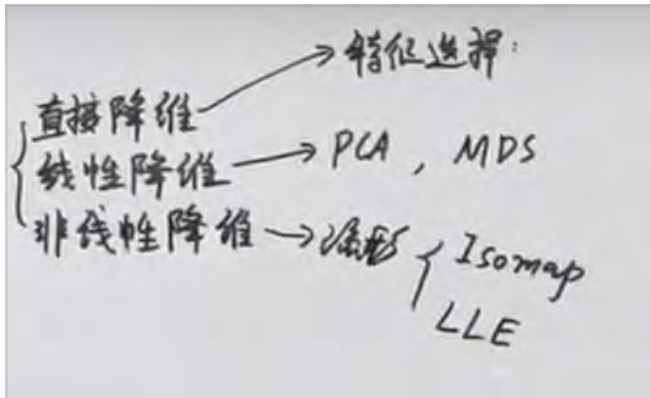 直接降维 → 特征选择:
线性降维 → PCA, MDS
非线性降维 → 流形 { Isomap
LLE